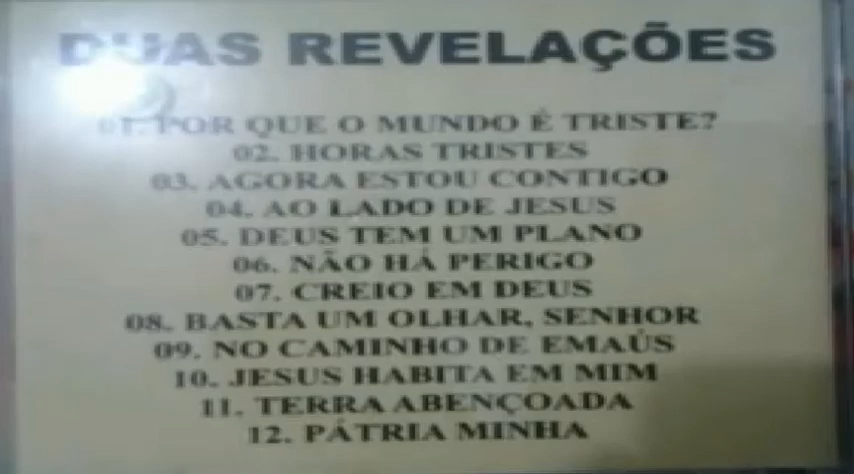 DUAS REVELAÇÕES
01. POR QUE O MUNDO É TRISTE?
02. HORAS TRISTES
03. AGORA ESTOU CONTIGO
04. AO LADO DE JESUS
05. DEUS TEM UM PLANO
06. NÃO HÁ PERIGO
07. CREIO EM DEUS
08. BASTA UM OLHAR, SENHOR
09. NO CAMINHO DE EMAÚS
10. JESUS HABITA EM MIM
11. TERRA ABENÇOADA
12. PÁTRIA MINHA